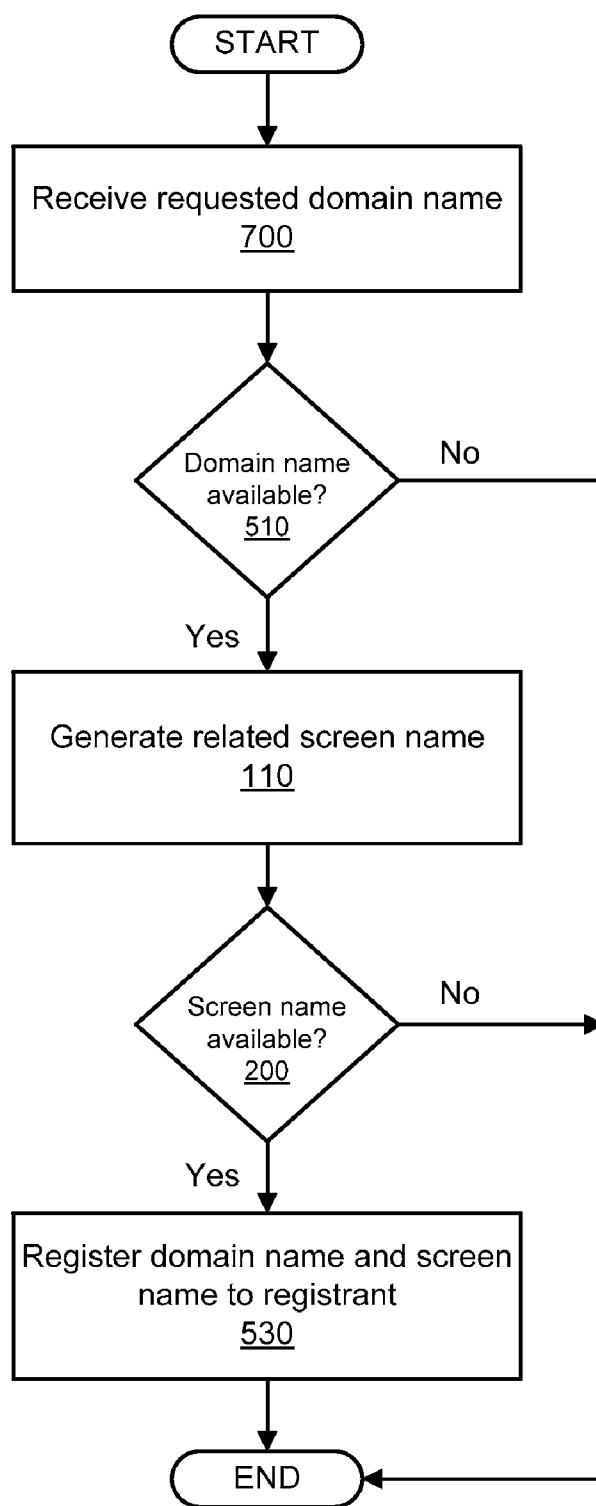 START
Receive requested domain name
700
No
Domain name
available?
510
Yes
Generate related screen name
110
No
Screen name
available?
200
Yes
Register domain name and screen
name to registrant
530
END